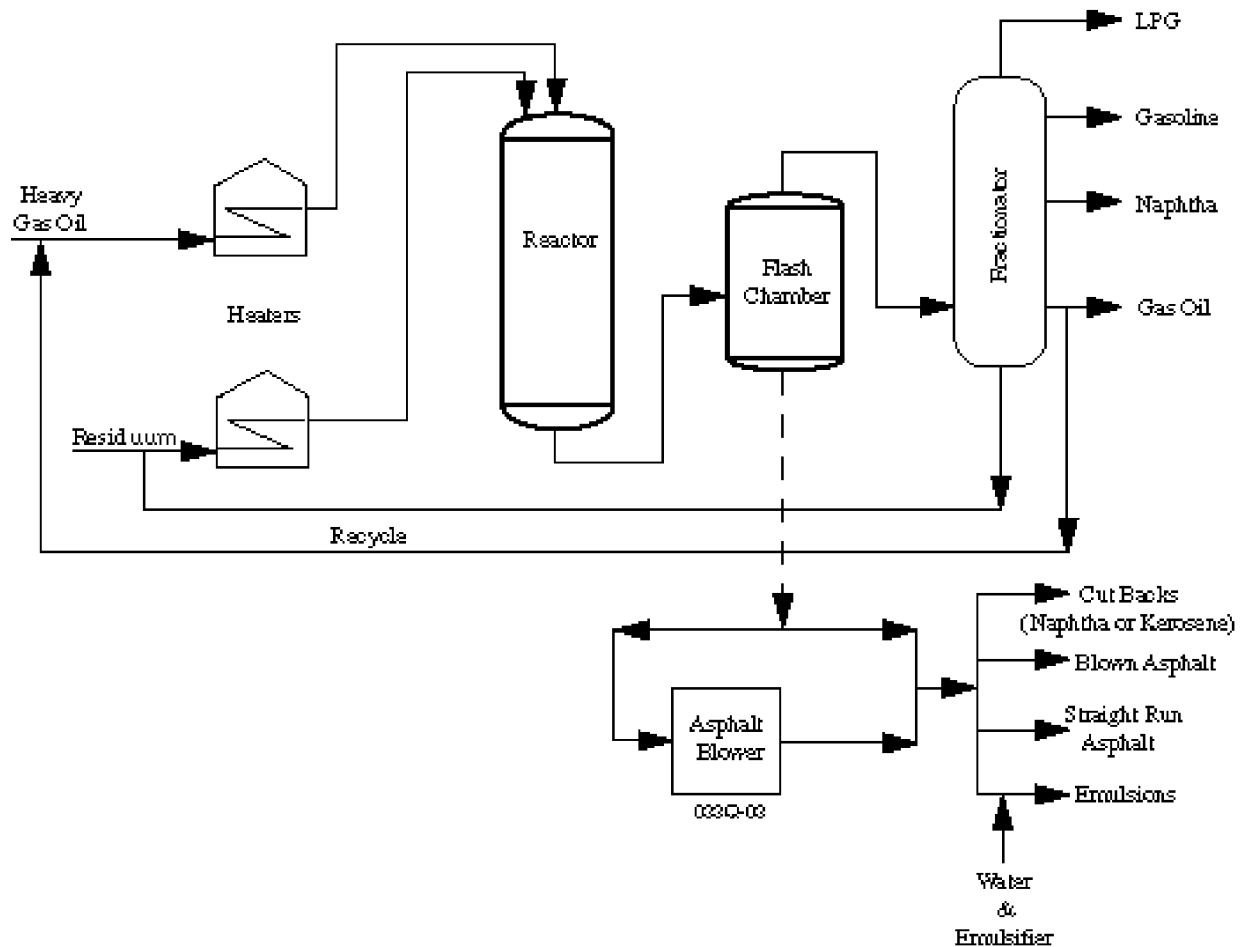 LPG
Gasoline
Naphtha
Gas Oil
Fractionator
Heavy
Gas Oil
Reactor
Flash
Chamber
Heaters
Residuum
Recycle
Cut Backs
(Naphtha or Kerosene)
Blown Asphalt
Straight Run
Asphalt
Emulsions
Asphalt
Blower
Water
&
Emulsifier